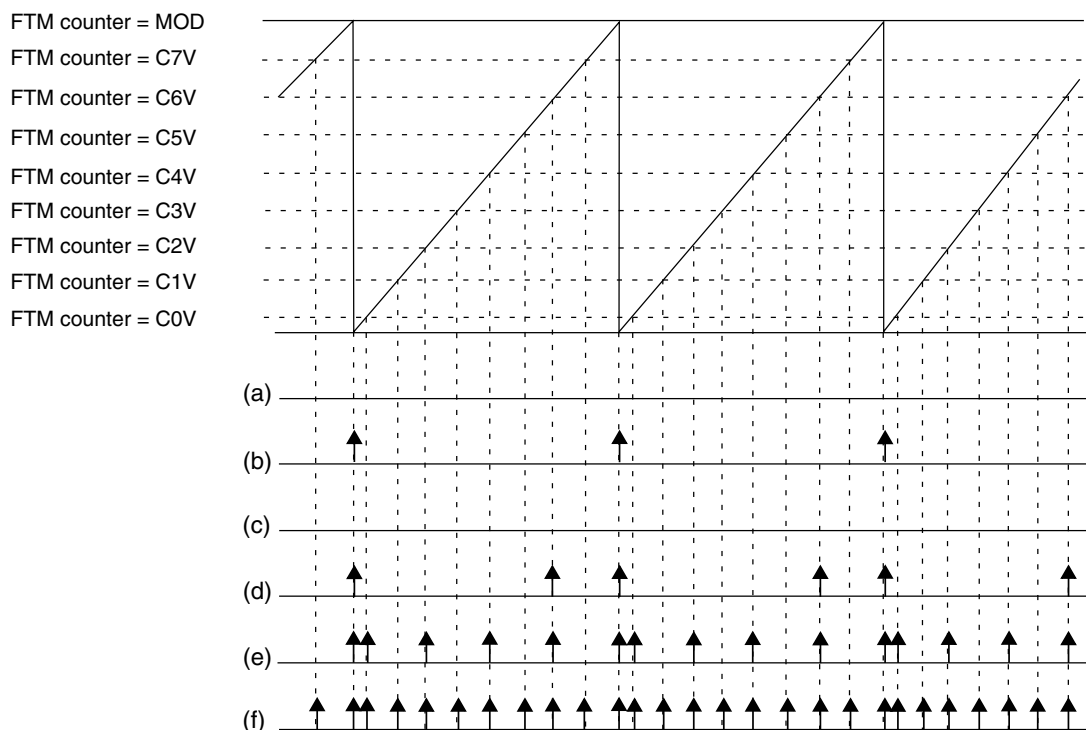 FTM counter = MOD
FTM counter = C7V
FTM counter = C6V
FTM counter = C5V
FTM counter = C4V
FTM counter = C3V
FTM counter = C2V
FTM counter = C1V
FTM counter = C0V
(a)
(b)
(c)
(d)
(e)
(f)